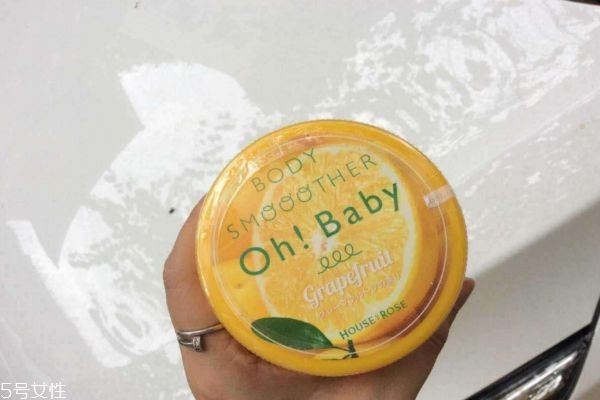 BODY
SMOOOTHER
Oh! Baby
Grapefruit
HOUSE OF ROSE
5号女性